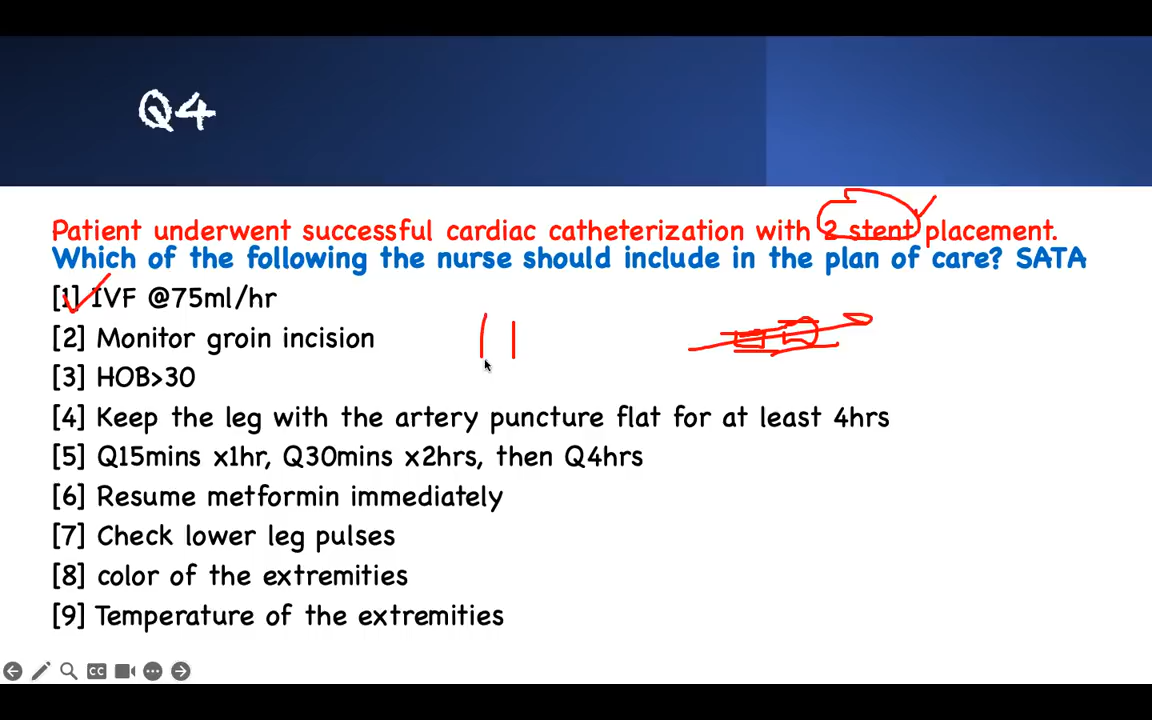 Q4
Patient underwent successful cardiac catheterization with 2 stent placement.
Which of the following the nurse should include in the plan of care? SATA
[1] IVF @75ml/hr
[2] Monitor groin incision
[3] HOB>30
[4] Keep the leg with the artery puncture flat for at least 4hrs
[5] Q15mins x1hr, Q30mins x2hrs, then Q4hrs
[6] Resume metformin immediately
[7] Check lower leg pulses
[8] color of the extremities
[9] Temperature of the extremities
CC